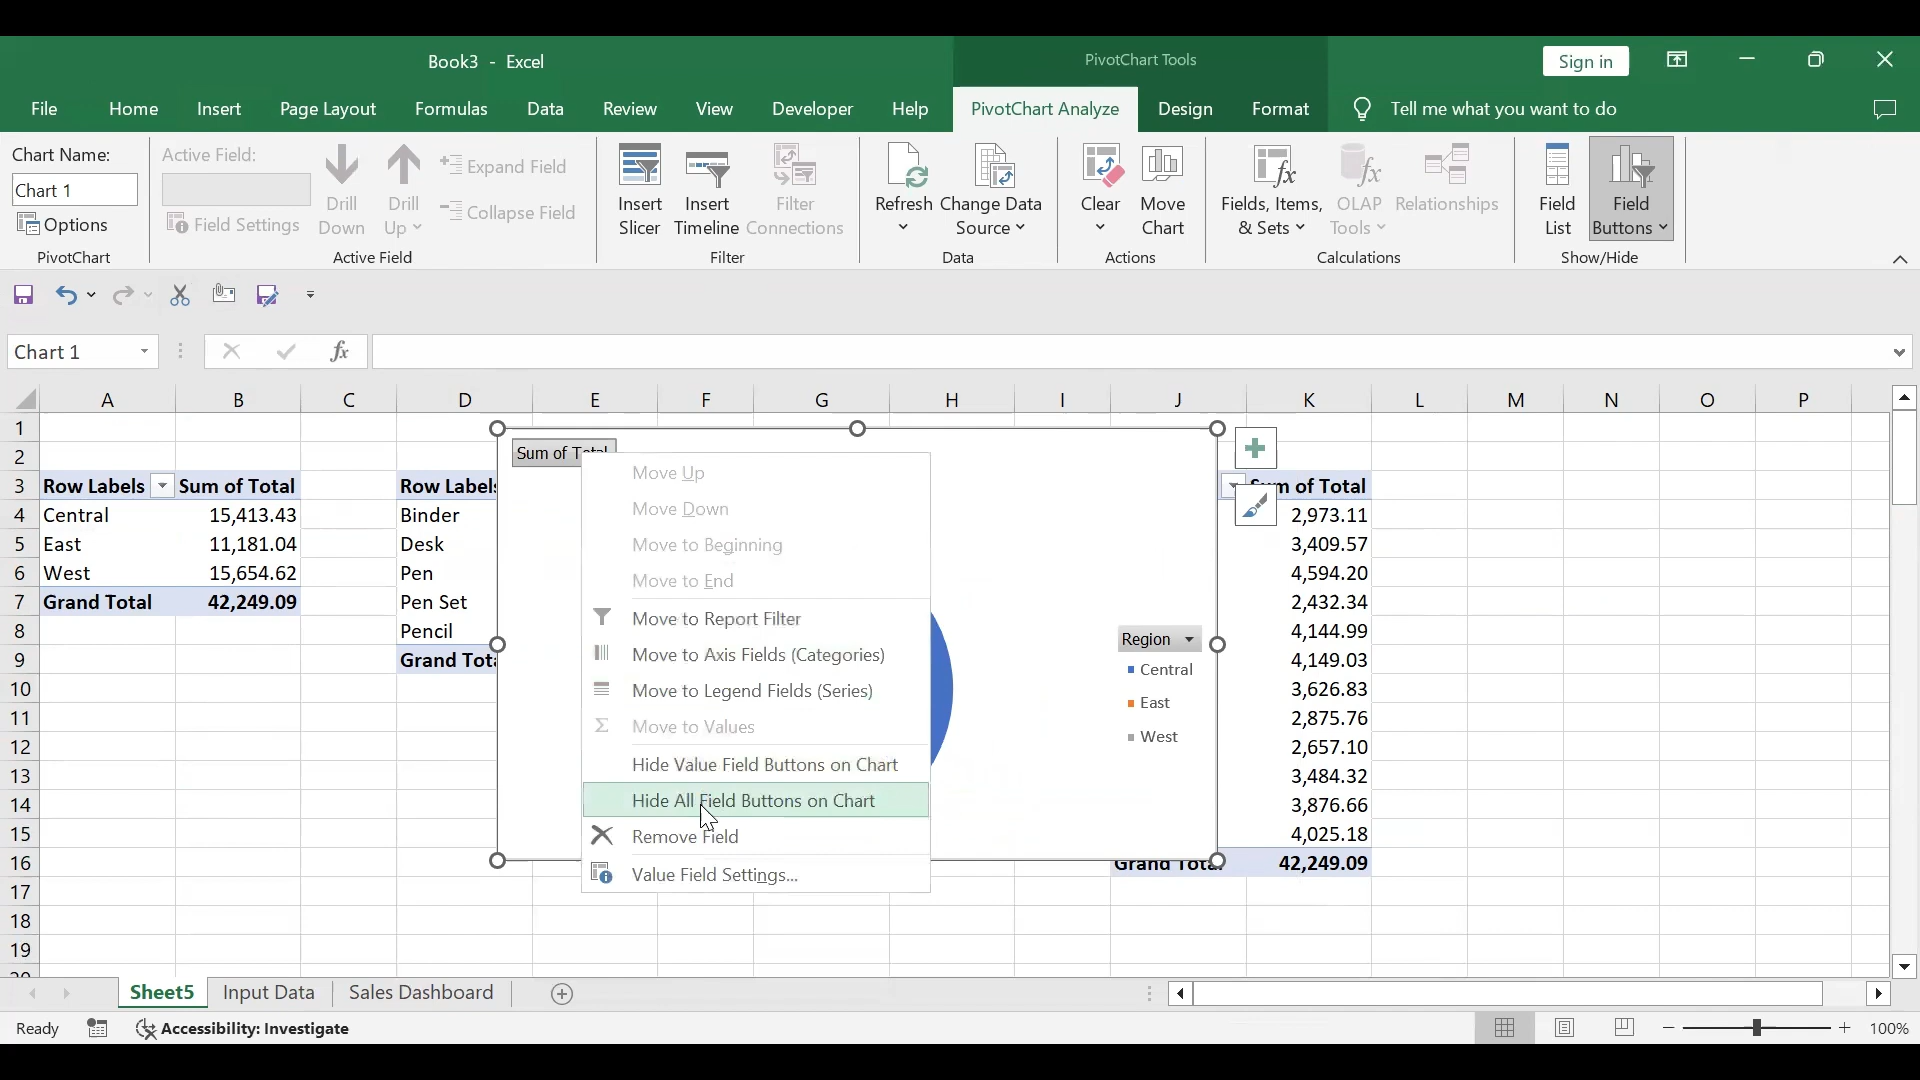 Book3 - Excel
PivotChart Tools
Sign in
File Home Insert Page Layout Formulas Data Review View Developer Help PivotChart Analyze Design Format Tell me what you want to do
Chart Name:
Chart 1
Options
PivotChart
Active Field:
Field Settings
Drill Down
Drill Up
Expand Field
Collapse Field
Active Field
Insert Slicer
Insert Timeline
Filter Connections
Filter
Refresh
Change Data Source
Data
Clear
Move Chart
Actions
Fields, Items, & Sets
OLAP Tools
Relationships
Calculations
Field List
Field Buttons
Show/Hide
Chart 1
fx
A B C D E F G H I J K L M N O P
1
2
3 Row Labels Sum of Total Row Labels Sum of Total
4 Central 15,413.43 Binder 2,973.11
5 East 11,181.04 Desk 3,409.57
6 West 15,654.62 Pen 4,594.20
7 Grand Total 42,249.09 Pen Set 2,432.34
8 Pencil 4,144.99
9 Grand Tota 4,149.03
10 3,626.83
11 2,875.76
12 2,657.10
13 3,484.32
14 3,876.66
15 4,025.18
16 Grand Total 42,249.09
17
18
19
20
Sum of Total
Move Up
Move Down
Move to Beginning
Move to End
Move to Report Filter
Move to Axis Fields (Categories)
Move to Legend Fields (Series)
Move to Values
Hide Value Field Buttons on Chart
Hide All Field Buttons on Chart
Remove Field
Value Field Settings...
Region
Central
East
West
Sheet5 Input Data Sales Dashboard
Ready Accessibility: Investigate 100%